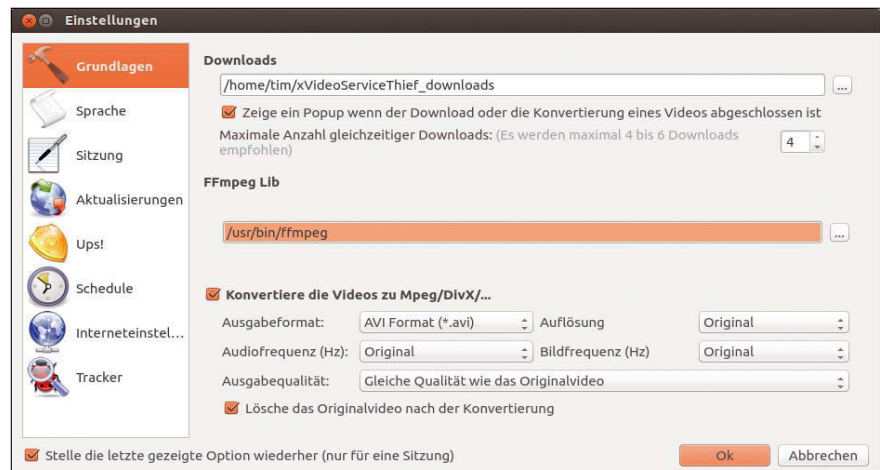 Einstellungen
Grundlagen
Sprache
Sitzung
Aktualisierungen
Ups!
Schedule
Interneteinstel...
Tracker
Downloads
/home/tim/xVideoServiceThief_downloads
...
Zeige ein Popup wenn der Download oder die Konvertierung eines Videos abgeschlossen ist
Maximale Anzahl gleichzeitiger Downloads: (Es werden maximal 4 bis 6 Downloads
empfohlen)
4
FFmpeg Lib
/usr/bin/ffmpeg
...
Konvertiere die Videos zu Mpeg/DivX/...
Ausgabeformat: AVI Format (*.avi) Auflösung Original
Audiofrequenz (Hz): Original Bildfrequenz (Hz) Original
Ausgabequalität: Gleiche Qualität wie das Originalvideo
Lösche das Originalvideo nach der Konvertierung
Stelle die letzte gezeigte Option wiederher (nur für eine Sitzung)
Ok Abbrechen